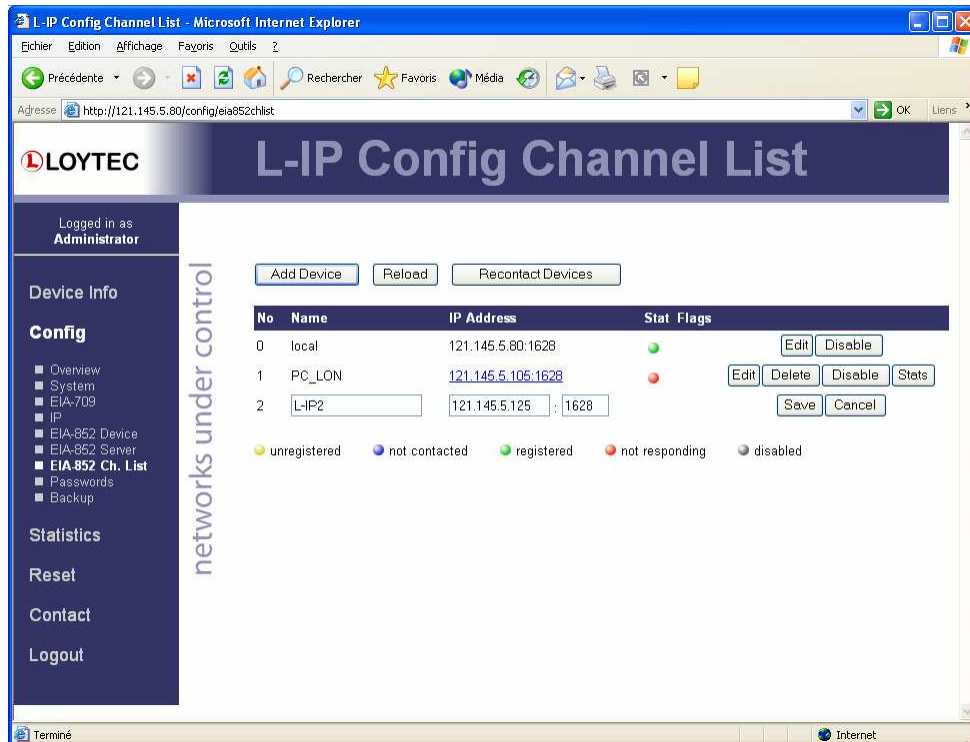 L-IP Config Channel List - Microsoft Internet Explorer
Fichier Edition Affichage Favoris Outils ?
Précédente Rechercher Favoris Média
Adresse http://121.145.5.80/config/eia852chlist OK Liens »
LOYTEC
L-IP Config Channel List
Logged in as
Administrator
Device Info
Config
Overview
System
EIA-709
IP
EIA-852 Device
EIA-852 Server
EIA-852 Ch. List
Passwords
Backup
Statistics
Reset
Contact
Logout
networks under control
Add Device Reload Recontact Devices
No Name IP Address Stat Flags
0 local 121.145.5.80:1628 Edit Disable
1 PC_LON 121.145.5.105:1628 Edit Delete Disable Stats
2 L-IP2 121.145.5.125 : 1628 Save Cancel
unregistered not contacted registered not responding disabled
Terminé Internet